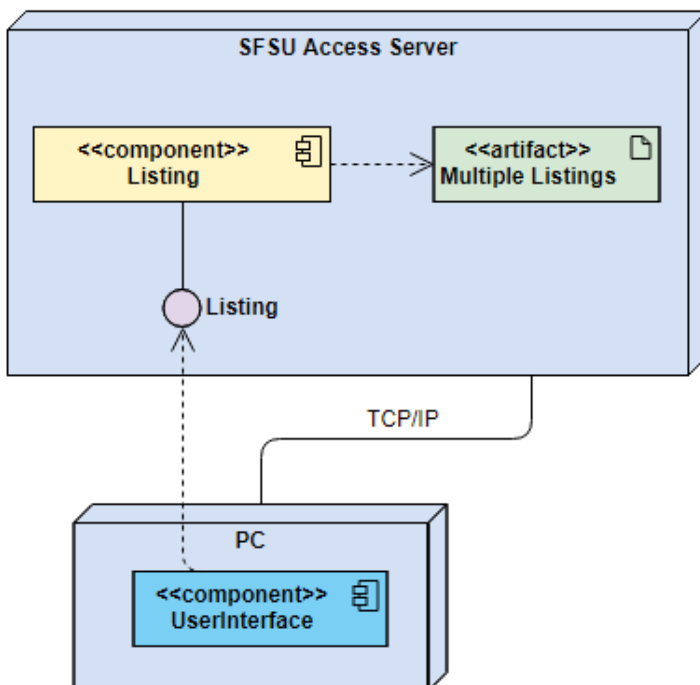 SFSU Access Server
<<component>>
Listing
<<artifact>>
Multiple Listings
Listing
TCP/IP
PC
<<component>>
UserInterface